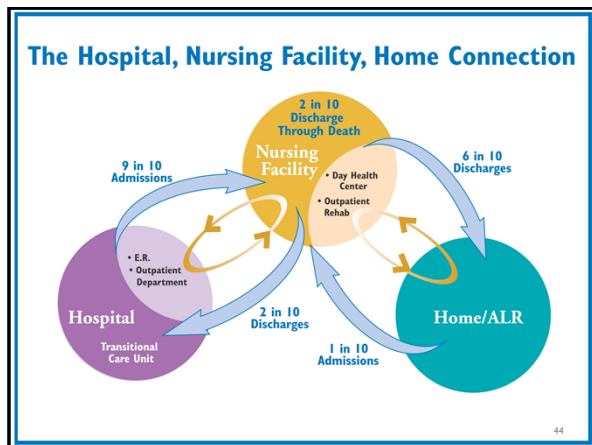 The Hospital, Nursing Facility, Home Connection
2 in 10
Discharge
Through Death
Nursing
Facility
• Day Health
Center
• Outpatient
Rehab
9 in 10
Admissions
6 in 10
Discharges
• E.R.
• Outpatient
Department
Hospital
Transitional
Care Unit
2 in 10
Discharges
1 in 10
Admissions
Home/ALR
44